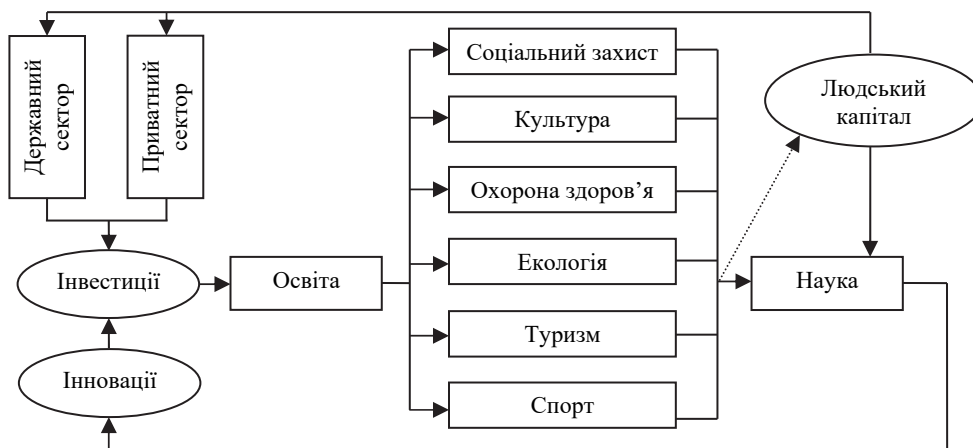 Державний
сектор
Приватний
сектор
Інвестиції
Інновації
Освіта
Соціальний захист
Культура
Охорона здоров’я
Екологія
Туризм
Спорт
Людський
капітал
Наука